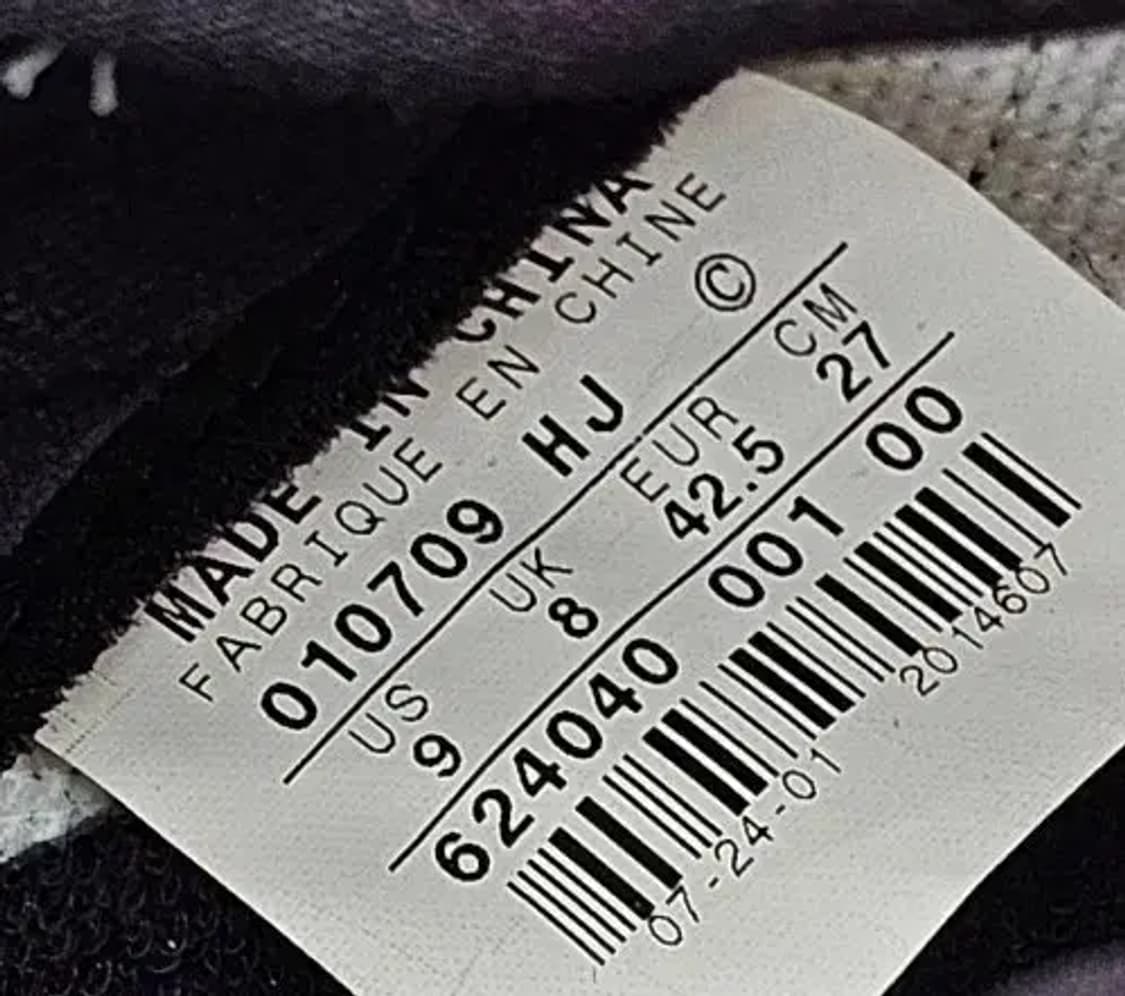 MADE IN CHINA
FABRIQUE EN CHINE
010709 HJ ©
US UK EUR CM
9 8 42.5 27
624040 001 00
07-24-01 2014607